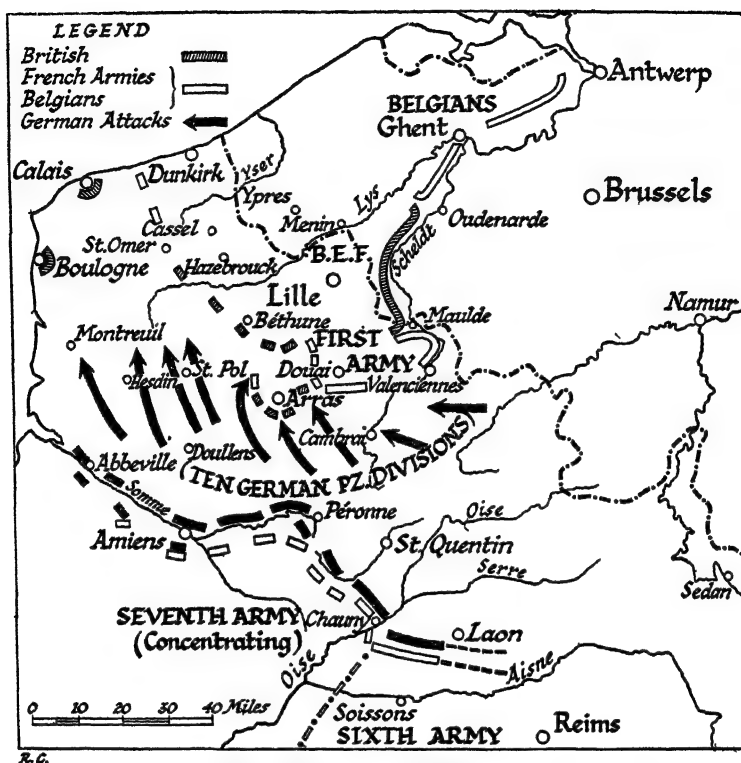 LEGEND
British
French Armies
Belgians
German Attacks
Antwerp
BELGIANS
Ghent
Calais
Dunkirk
Yser
Ypres
Lys
Brussels
Cassel
Menin
Oudenarde
St. Omer
Boulogne
Hazebrouck
B.E.F.
Scheldt
Lille
Namur
Montreuil
Béthune
FIRST
ARMY
Maulde
Hesdin
St. Pol
Douai
Valenciennes
Arras
Cambrai
Doullens
Abbeville
(TEN GERMAN PZ. DIVISIONS)
Somme
Péronne
Oise
Amiens
St. Quentin
Serre
Sedan
SEVENTH ARMY
(Concentrating)
Chauny
Laon
Oise
Aisne
0 10 20 30 40 Miles
Soissons
SIXTH ARMY
Reims
R.G.